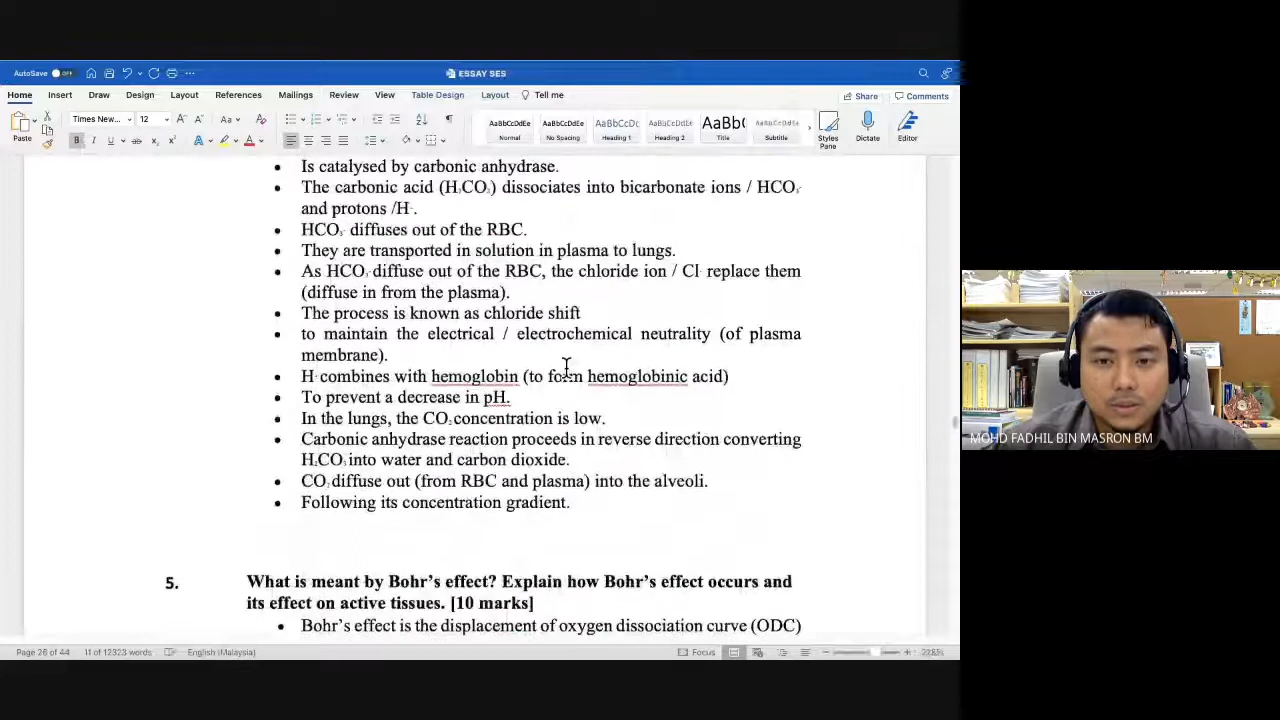 AutoSave OFF
ESSAY SES
Home Insert Draw Design Layout References Mailings Review View Table Design Layout Tell me
Share Comments
Paste
Times New... 12
AaBbCcDdEe Normal
AaBbCcDdEe No Spacing
AaBbCcDc Heading 1
AaBbCcDdEe Heading 2
AaBb( Title
AaBbCcDdEe Subtitle
Styles Pane
Dictate
Editor
• Is catalysed by carbonic anhydrase.
• The carbonic acid (H₂CO₃) dissociates into bicarbonate ions / HCO₃⁻
and protons /H⁺.
• HCO₃⁻ diffuses out of the RBC.
• They are transported in solution in plasma to lungs.
• As HCO₃⁻ diffuse out of the RBC, the chloride ion / Cl⁻ replace them
(diffuse in from the plasma).
• The process is known as chloride shift
• to maintain the electrical / electrochemical neutrality (of plasma
membrane).
• H⁺ combines with hemoglobin (to form hemoglobinic acid)
• To prevent a decrease in pH.
• In the lungs, the CO₂ concentration is low.
• Carbonic anhydrase reaction proceeds in reverse direction converting
H₂CO₃ into water and carbon dioxide.
• CO₂ diffuse out (from RBC and plasma) into the alveoli.
• Following its concentration gradient.
5. What is meant by Bohr’s effect? Explain how Bohr’s effect occurs and
its effect on active tissues. [10 marks]
• Bohr’s effect is the displacement of oxygen dissociation curve (ODC)
Page 26 of 44 11 of 12323 words English (Malaysia)
Focus
MOHD FADHIL BIN MASRON BM